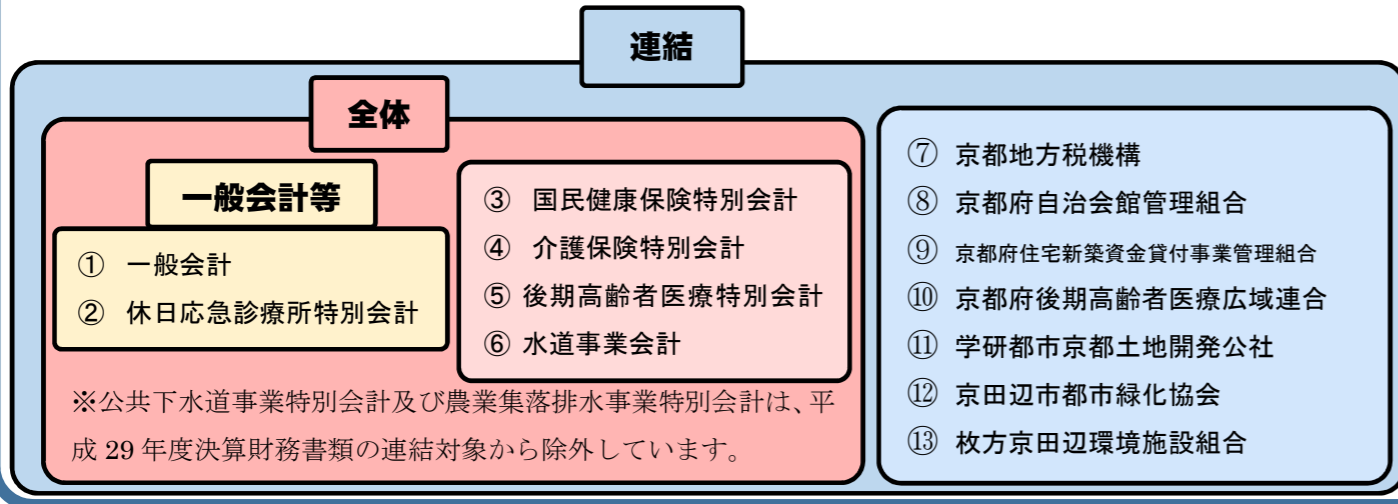 連結
全体
一般会計等
① 一般会計
② 休日応急診療所特別会計
③ 国民健康保険特別会計
④ 介護保険特別会計
⑤ 後期高齢者医療特別会計
⑥ 水道事業会計
※公共下水道事業特別会計及び農業集落排水事業特別会計は、平
成 29 年度決算財務書類の連結対象から除外しています。
⑦ 京都地方税機構
⑧ 京都府自治会館管理組合
⑨ 京都府住宅新築資金貸付事業管理組合
⑩ 京都府後期高齢者医療広域連合
⑪ 学研都市京都土地開発公社
⑫ 京田辺市都市緑化協会
⑬ 枚方京田辺環境施設組合